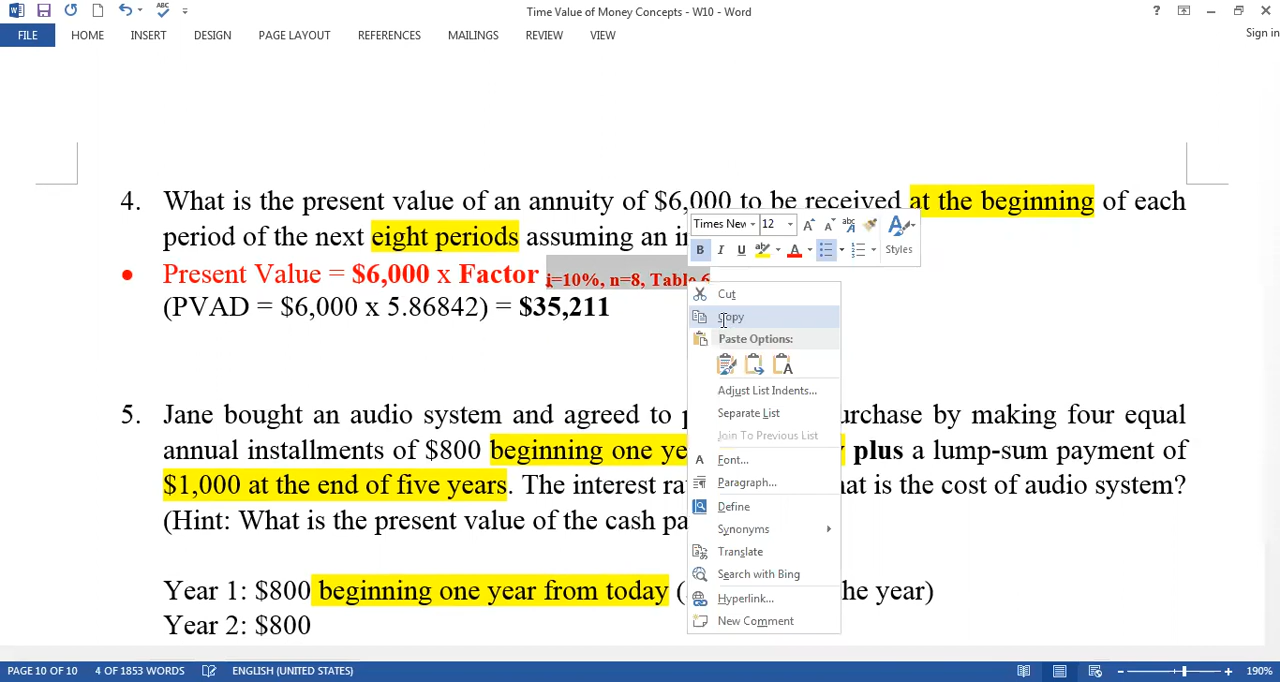 Time Value of Money Concepts - W10 - Word
Sign in
FILE HOME INSERT DESIGN PAGE LAYOUT REFERENCES MAILINGS REVIEW VIEW
4. What is the present value of an annuity of $6,000 to be received at the beginning of each
period of the next eight periods assuming an
• Present Value = $6,000 x Factor i=10%, n=8, Table 6
(PVAD = $6,000 x 5.86842) = $35,211
Times New 12
Styles
Cut
Copy
Paste Options:
Adjust List Indents...
Separate List
Join To Previous List
Font...
Paragraph...
Define
Synonyms
Translate
Search with Bing
Hyperlink...
New Comment
5. Jane bought an audio system and agreed to urchase by making four equal
annual installments of $800 beginning one plus a lump-sum payment of
$1,000 at the end of five years. The interest is the cost of audio system?
(Hint: What is the present value of the cash
Year 1: $800 beginning one year from today the year)
Year 2: $800
PAGE 10 OF 10 4 OF 1853 WORDS ENGLISH (UNITED STATES) 190%